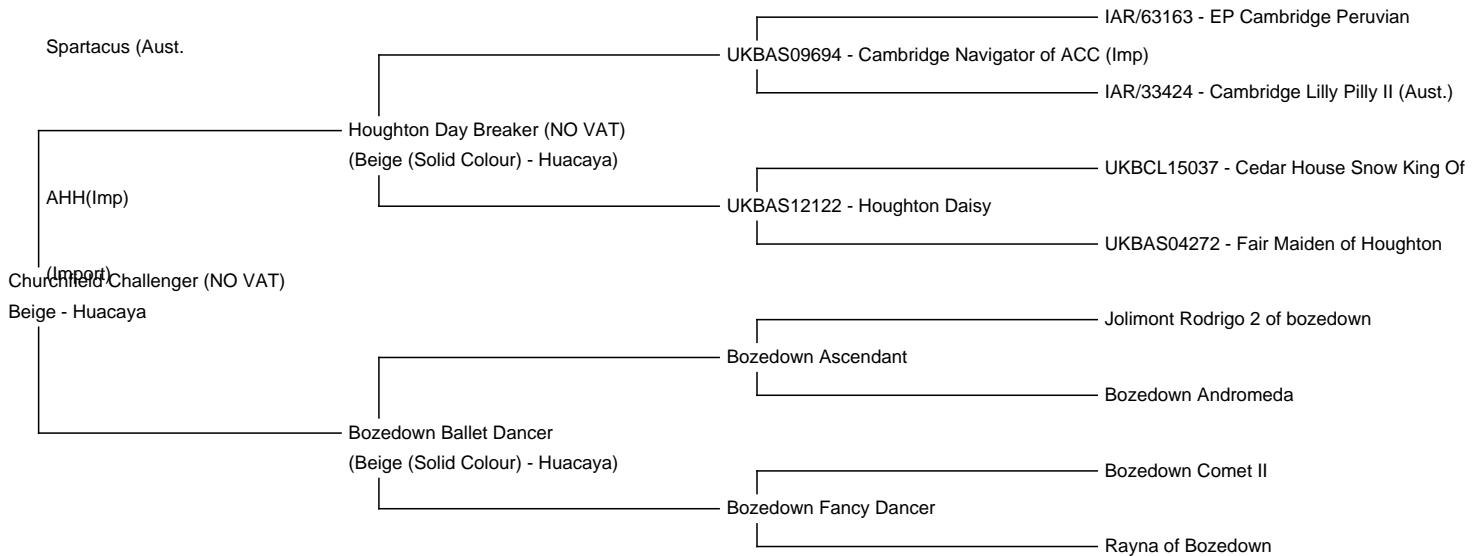 IAR/63163 - EP Cambridge Peruvian
Spartacus (Aust.
UKBAS09694 - Cambridge Navigator of ACC (Imp)
IAR/33424 - Cambridge Lilly Pilly II (Aust.)
Houghton Day Breaker (NO VAT)
(Beige (Solid Colour) - Huacaya)
UKBCL15037 - Cedar House Snow King Of
AHH(Imp)
UKBAS12122 - Houghton Daisy
UKBAS04272 - Fair Maiden of Houghton
(Import)
Churchfield Challenger (NO VAT)
Beige - Huacaya
Jolimont Rodrigo 2 of bozedown
Bozedown Ascendant
Bozedown Andromeda
Bozedown Ballet Dancer
(Beige (Solid Colour) - Huacaya)
Bozedown Comet II
Bozedown Fancy Dancer
Rayna of Bozedown